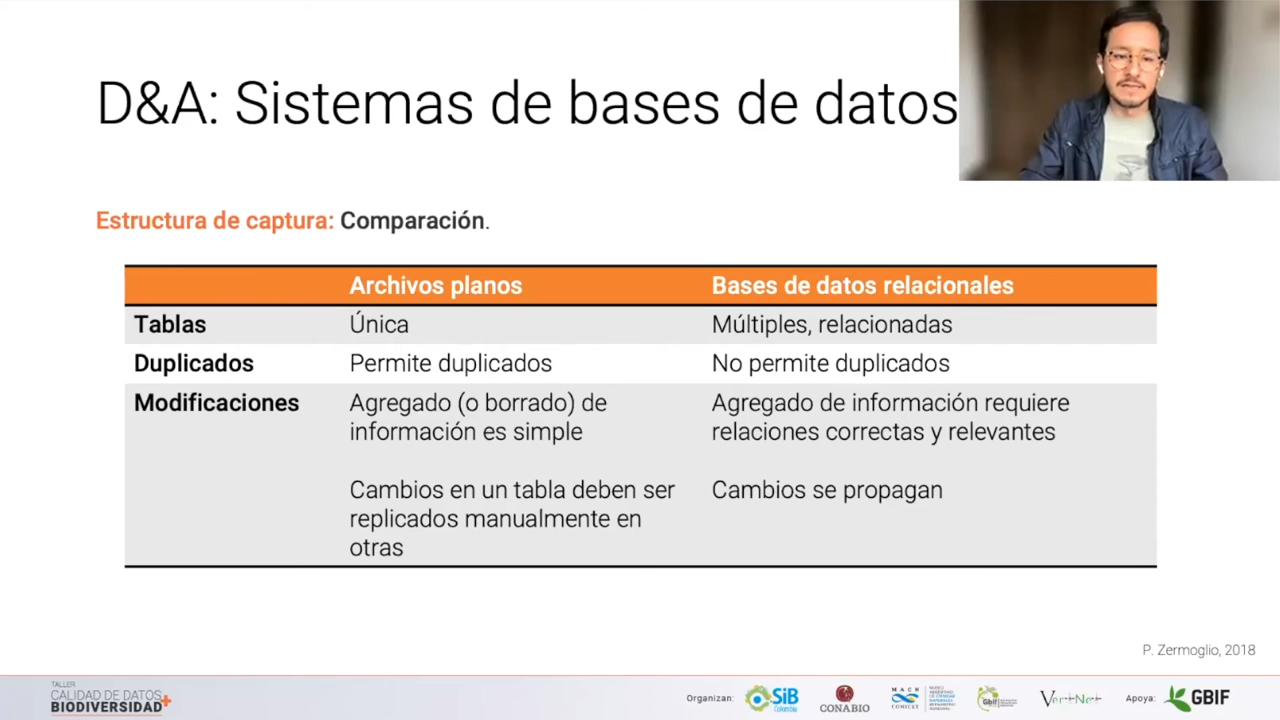 D&A: Sistemas de bases de datos
Estructura de captura: Comparación.
Archivos planos Bases de datos relacionales
Tablas Única Múltiples, relacionadas
Duplicados Permite duplicados No permite duplicados
Modificaciones Agregado (o borrado) de Agregado de información requiere
información es simple relaciones correctas y relevantes
Cambios en un tabla deben ser Cambios se propagan
replicados manualmente en
otras
P. Zermoglio, 2018
TALLER
CALIDAD DE DATOS
BIODIVERSIDAD+
Organizan: SiB Colombia CONABIO MACN CONICET Gbif VertNet Apoya: GBIF